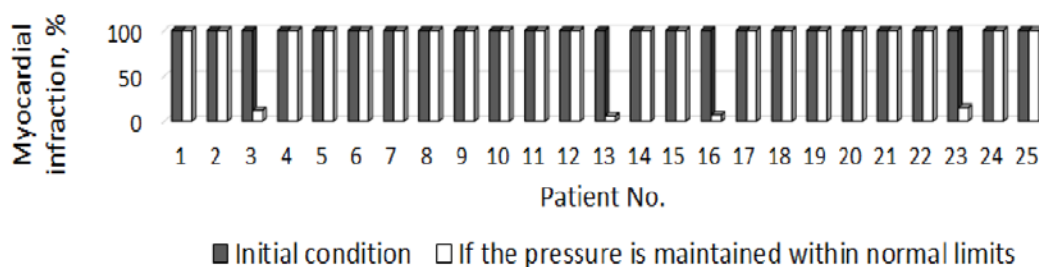 Myocardial
infraction, %
100
50
0
1 2 3 4 5 6 7 8 9 10 11 12 13 14 15 16 17 18 19 20 21 22 23 24 25
Patient No.
Initial condition If the pressure is maintained within normal limits